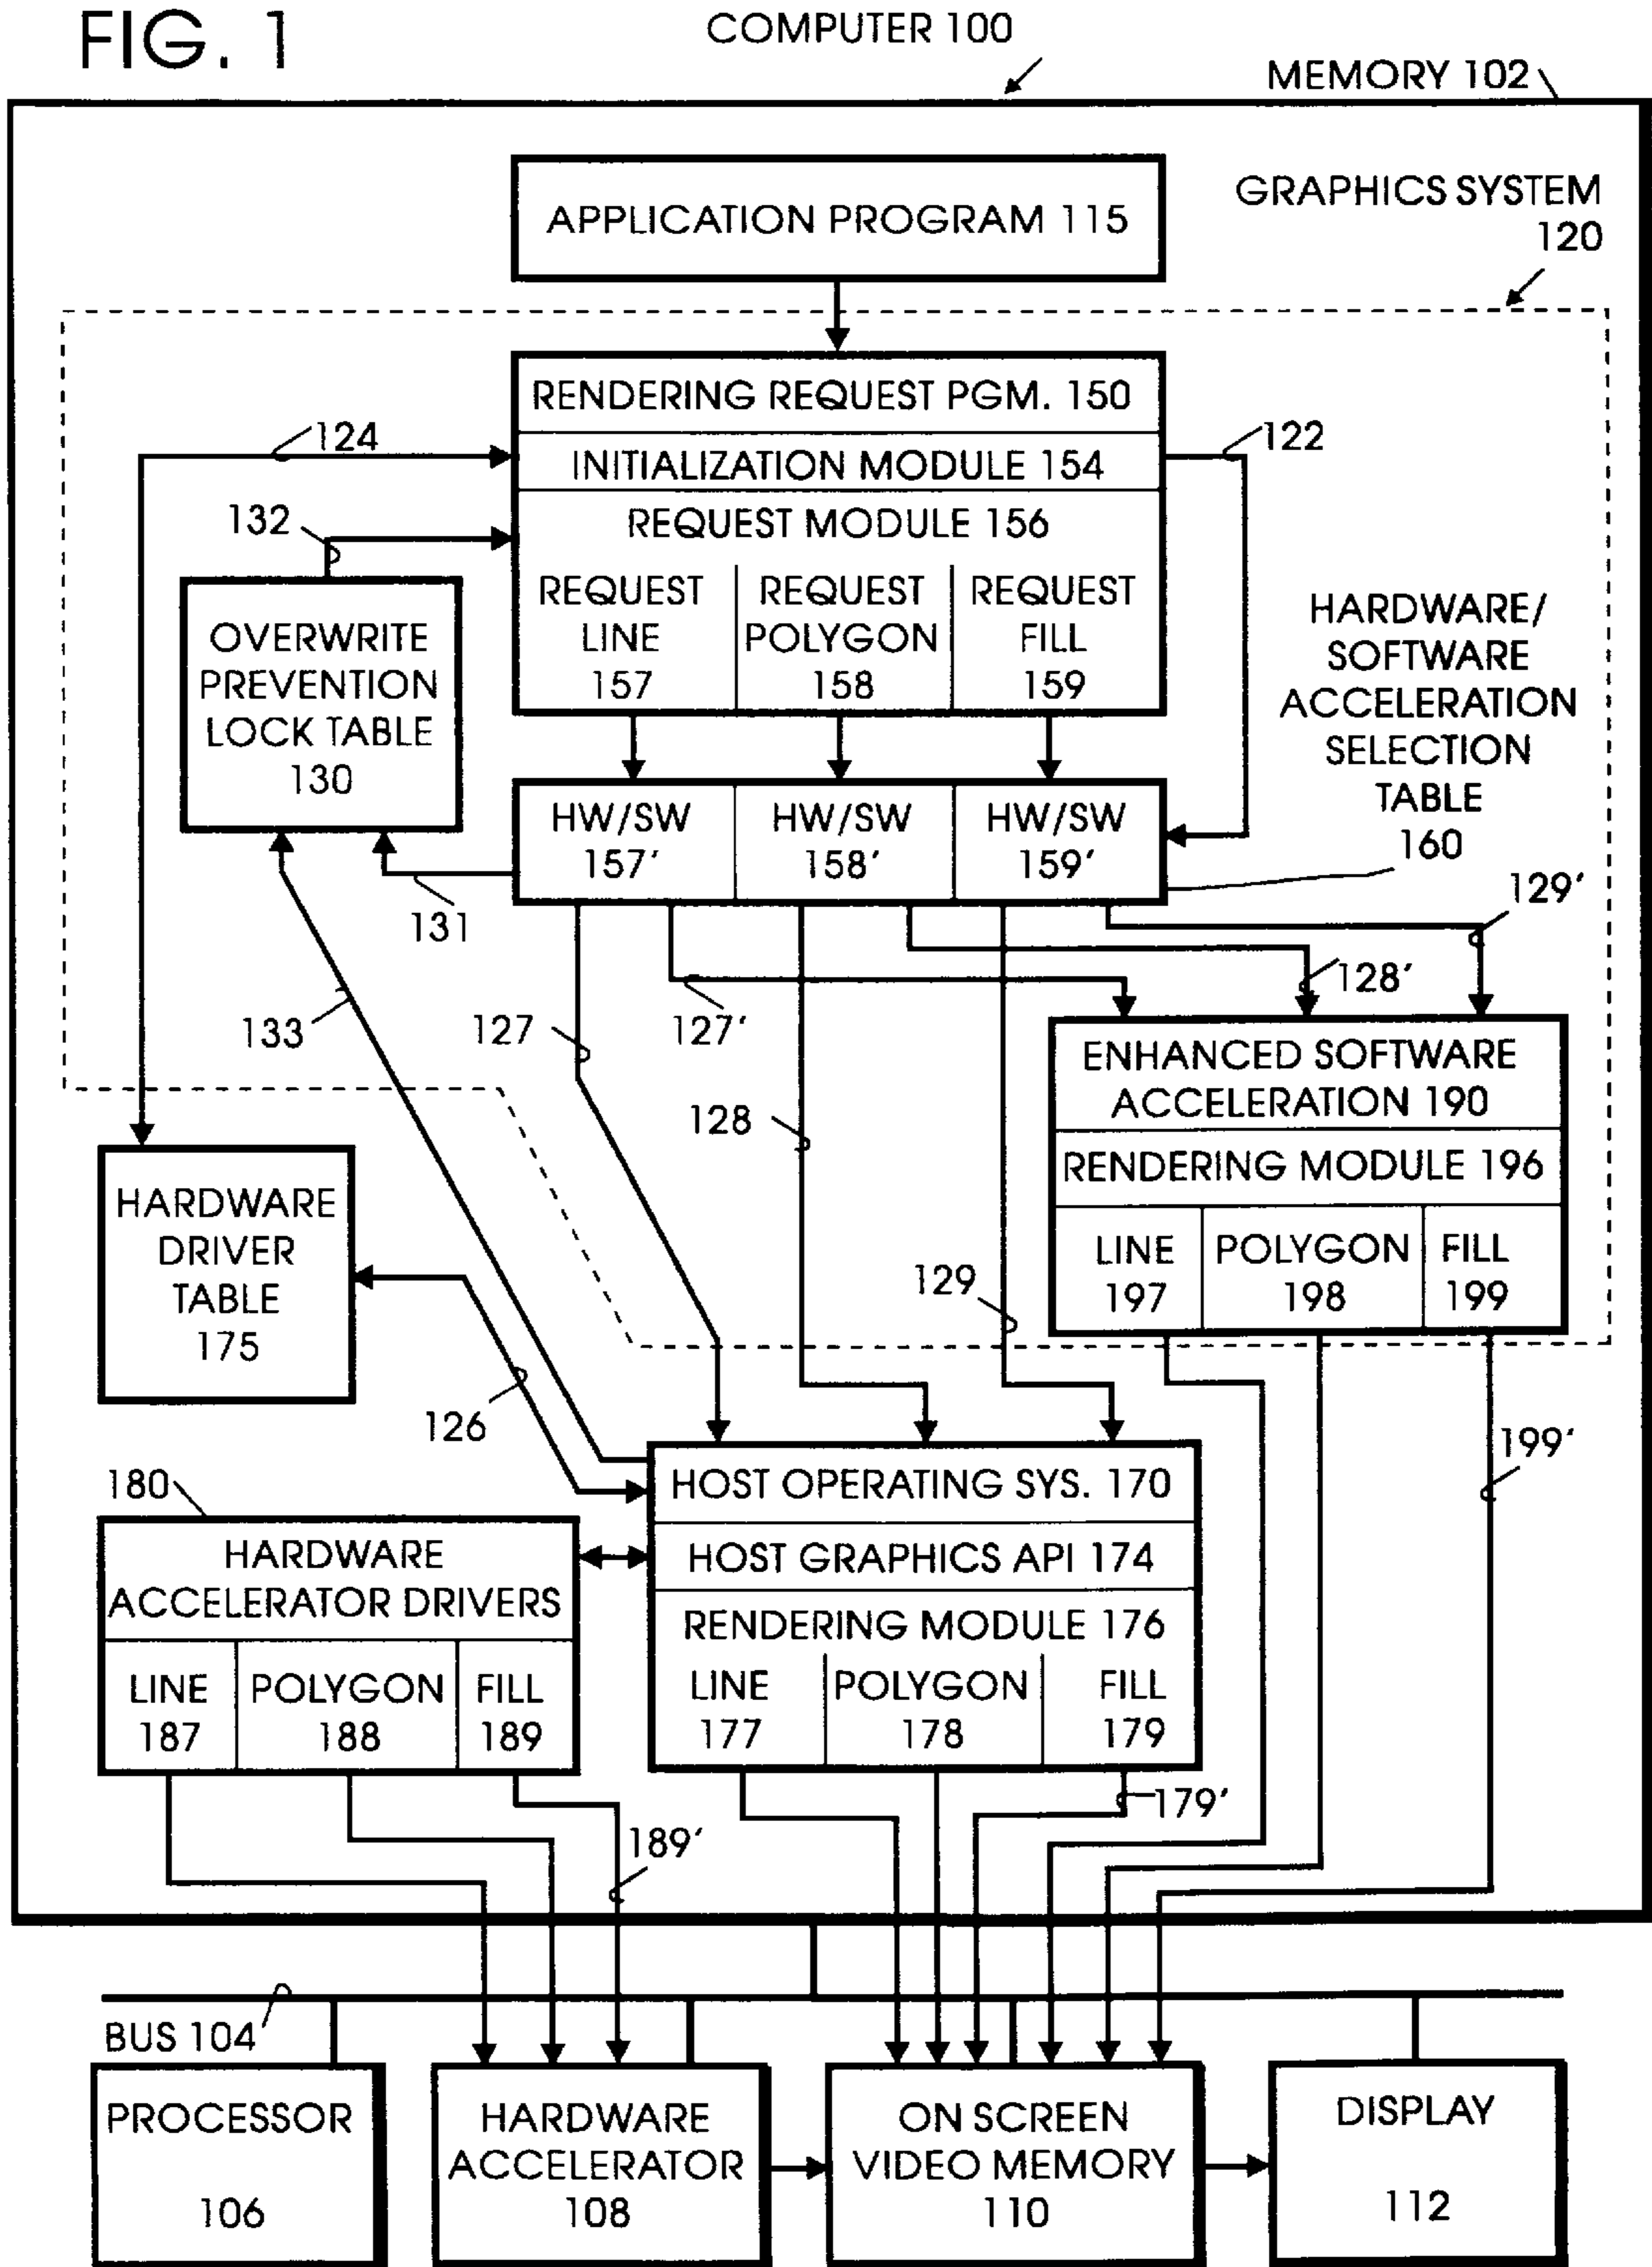 FIG. 1
COMPUTER 100
MEMORY 102
APPLICATION PROGRAM 115
GRAPHICS SYSTEM
120
RENDERING REQUEST PGM. 150
124
122
INITIALIZATION MODULE 154
132
REQUEST MODULE 156
REQUEST
LINE
157
REQUEST
POLYGON
158
REQUEST
FILL
159
OVERWRITE
PREVENTION
LOCK TABLE
130
HARDWARE/
SOFTWARE
ACCELERATION
SELECTION
TABLE
160
HW/SW
157'
HW/SW
158'
HW/SW
159'
131
129'
128'
127'
133
127
128
ENHANCED SOFTWARE
ACCELERATION 190
RENDERING MODULE 196
LINE
197
POLYGON
198
FILL
199
HARDWARE
DRIVER
TABLE
175
129
126
199'
180
HOST OPERATING SYS. 170
HOST GRAPHICS API 174
RENDERING MODULE 176
LINE
177
POLYGON
178
FILL
179
HARDWARE
ACCELERATOR DRIVERS
LINE
187
POLYGON
188
FILL
189
179'
189'
BUS 104
PROCESSOR
106
HARDWARE
ACCELERATOR
108
ON SCREEN
VIDEO MEMORY
110
DISPLAY
112